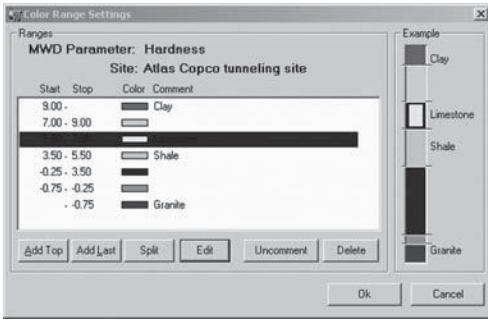 Color Range Settings
Ranges
MWD Parameter: Hardness
Site: Atlas Copco tunneling site
Start Stop Color Comment
9.00 - Clay
7.00 - 9.00
3.50 - 5.50 Shale
-0.25 - 3.50
-0.75 - -0.25
- -0.75 Granite
Add Top Add Last Split Edit Uncomment Delete
Example
Clay
Limestone
Shale
Granite
Ok Cancel